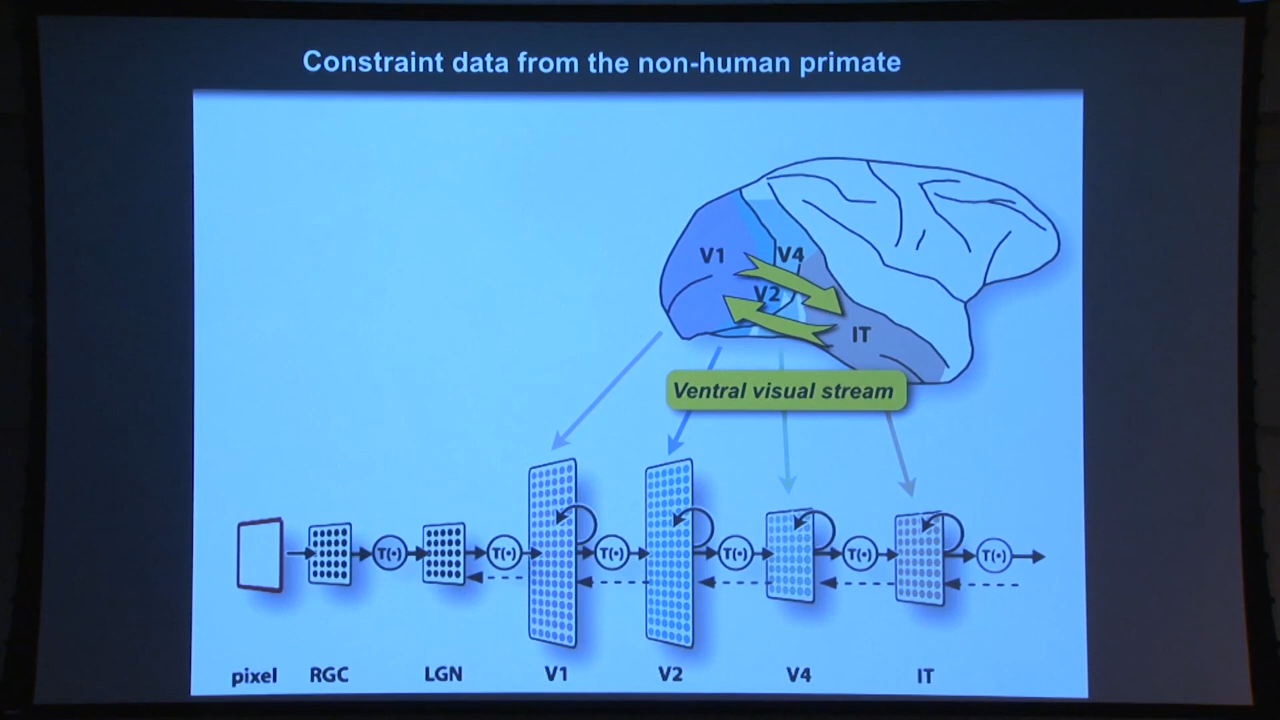 Constraint data from the non-human primate
V1
V4
V2
IT
Ventral visual stream
T(•)
T(•)
T(•)
T(•)
T(•)
T(•)
pixel RGC LGN V1 V2 V4 IT